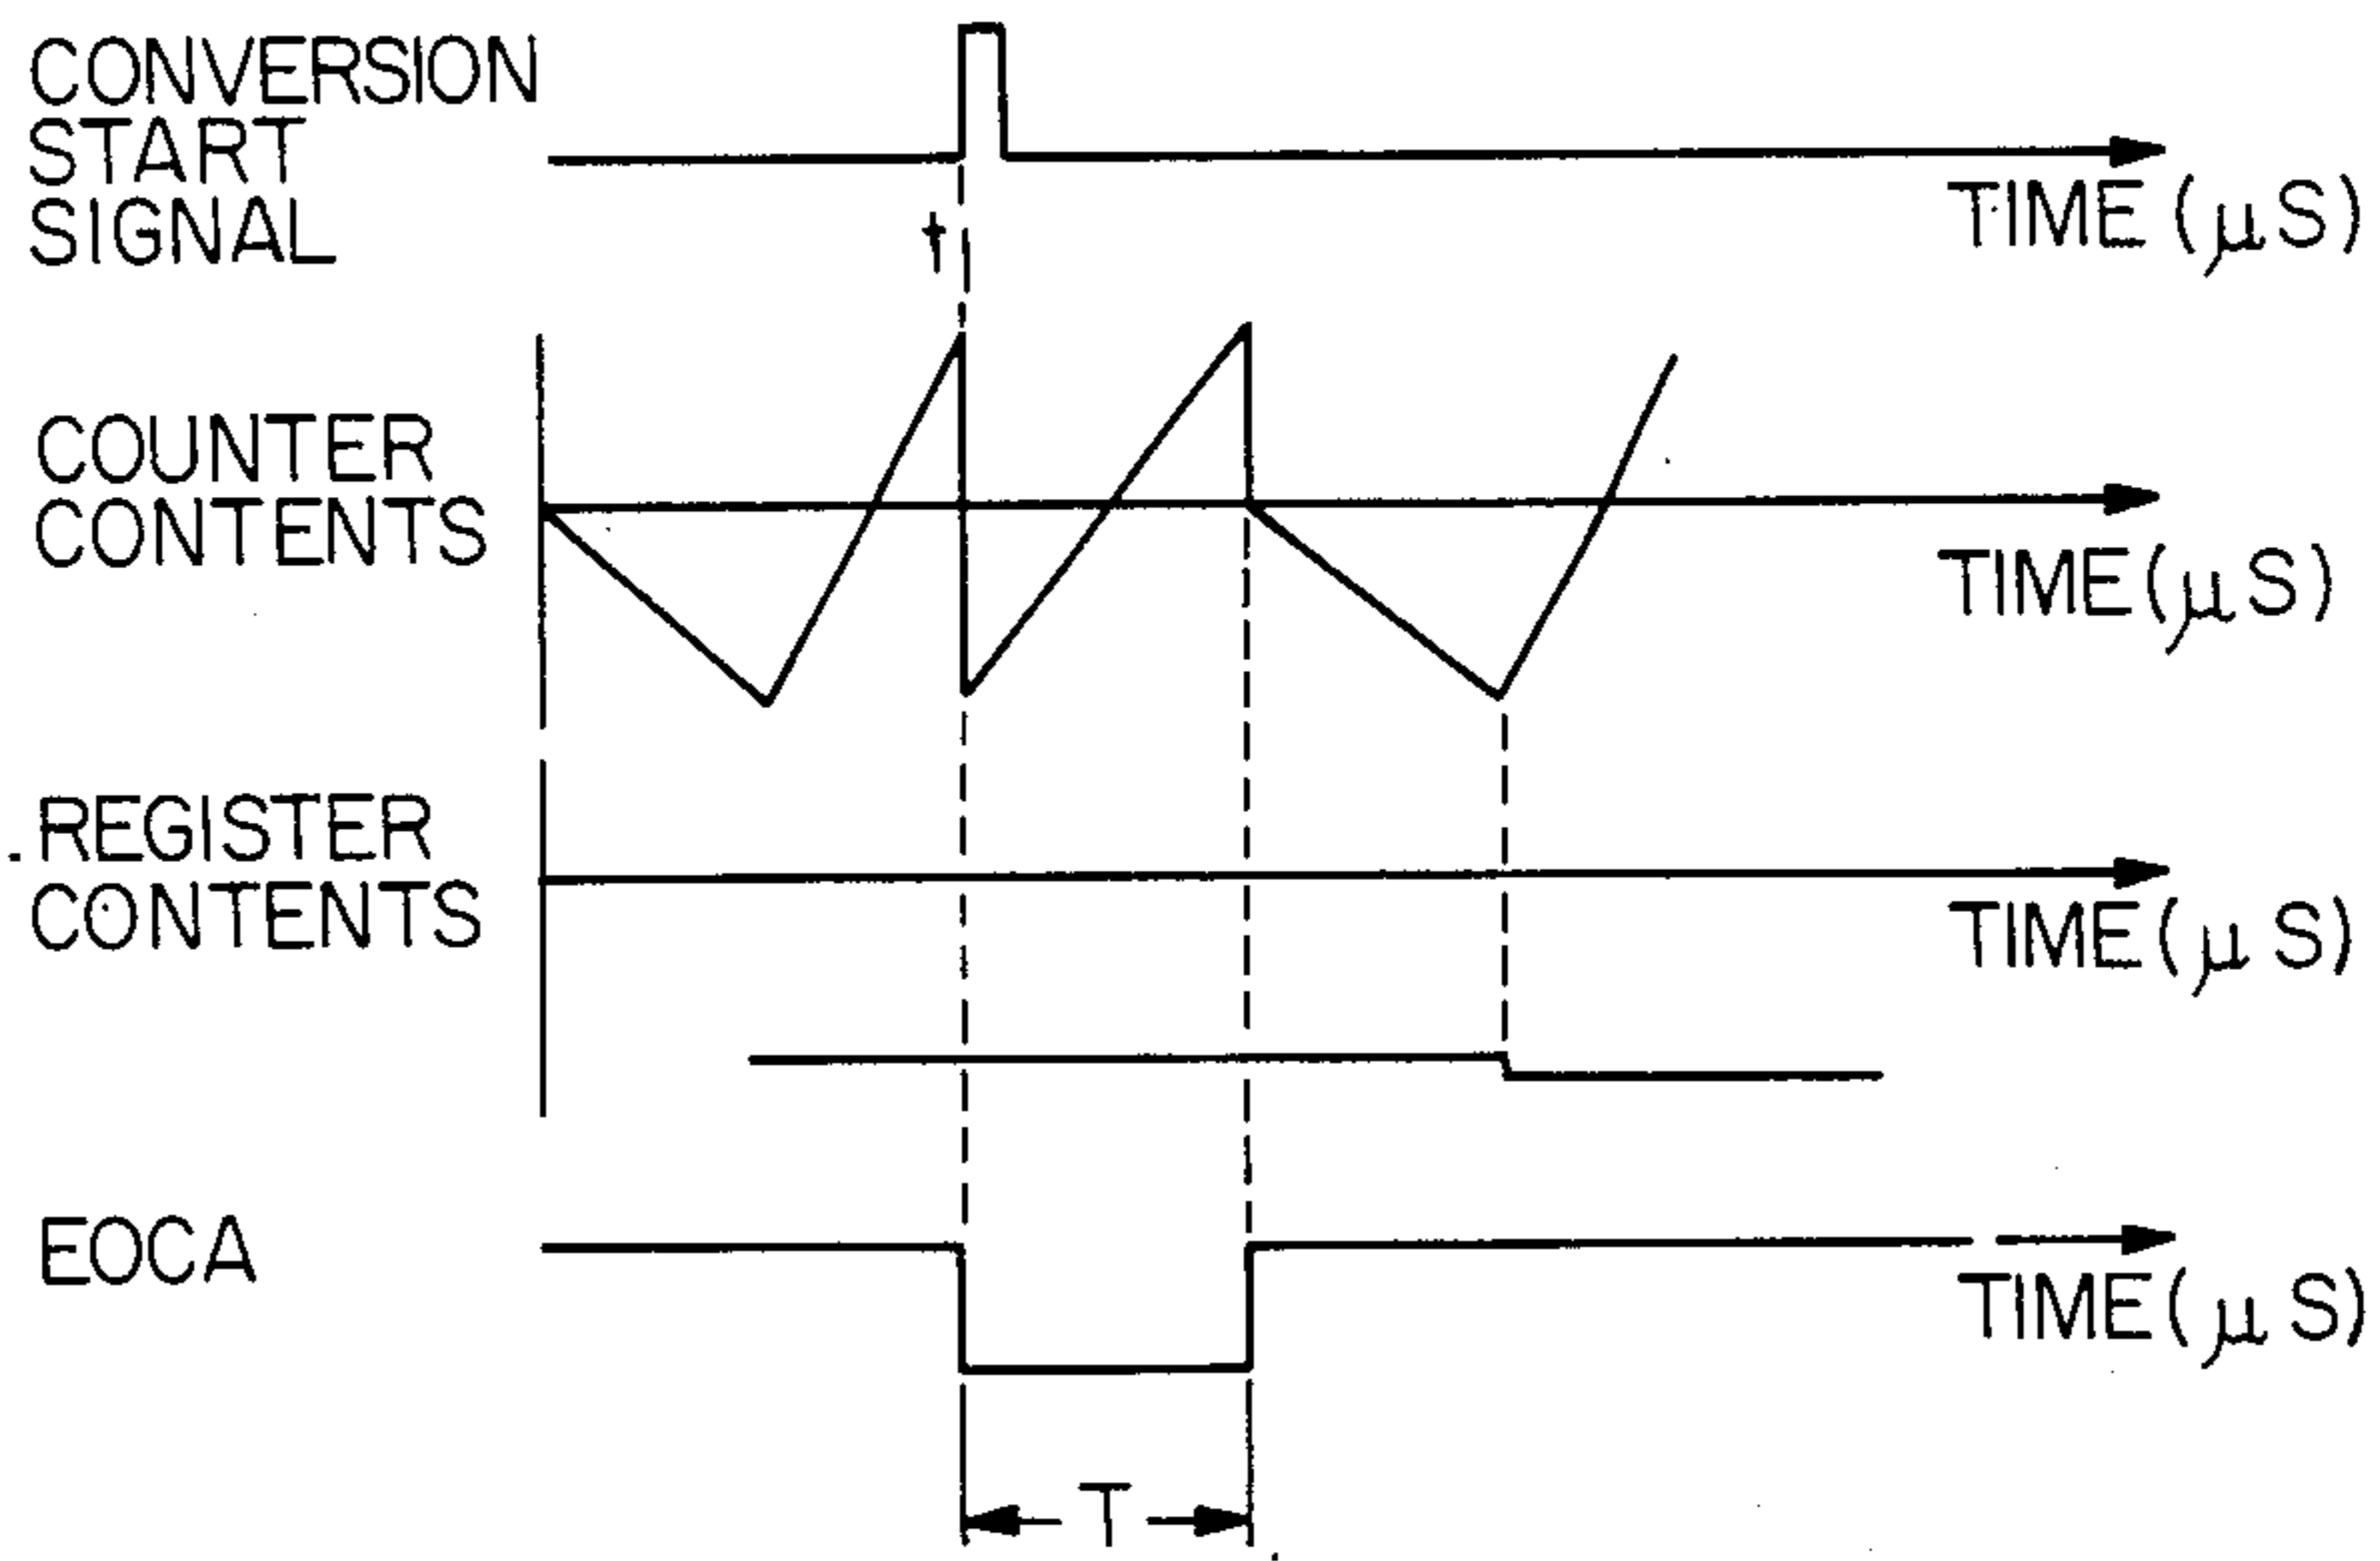 CONVERSION
START
SIGNAL
TIME (μS)
t
COUNTER
CONTENTS
TIME (μS)
REGISTER
CONTENTS
TIME (μS)
EOCA
TIME (μS)
T